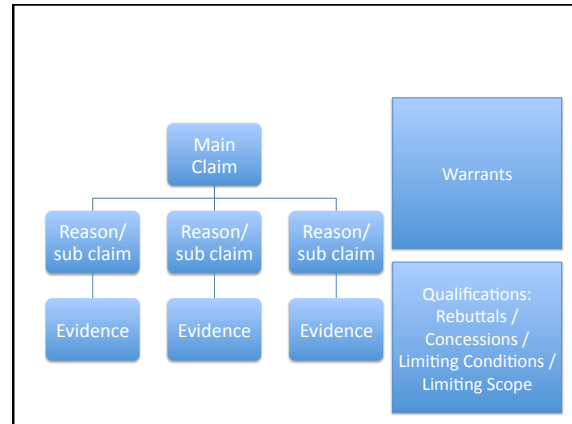 Main
Claim
Warrants
Reason/
sub claim
Reason/
sub claim
Reason/
sub claim
Evidence
Evidence
Evidence
Qualifications:
Rebuttals /
Concessions /
Limiting Conditions /
Limiting Scope